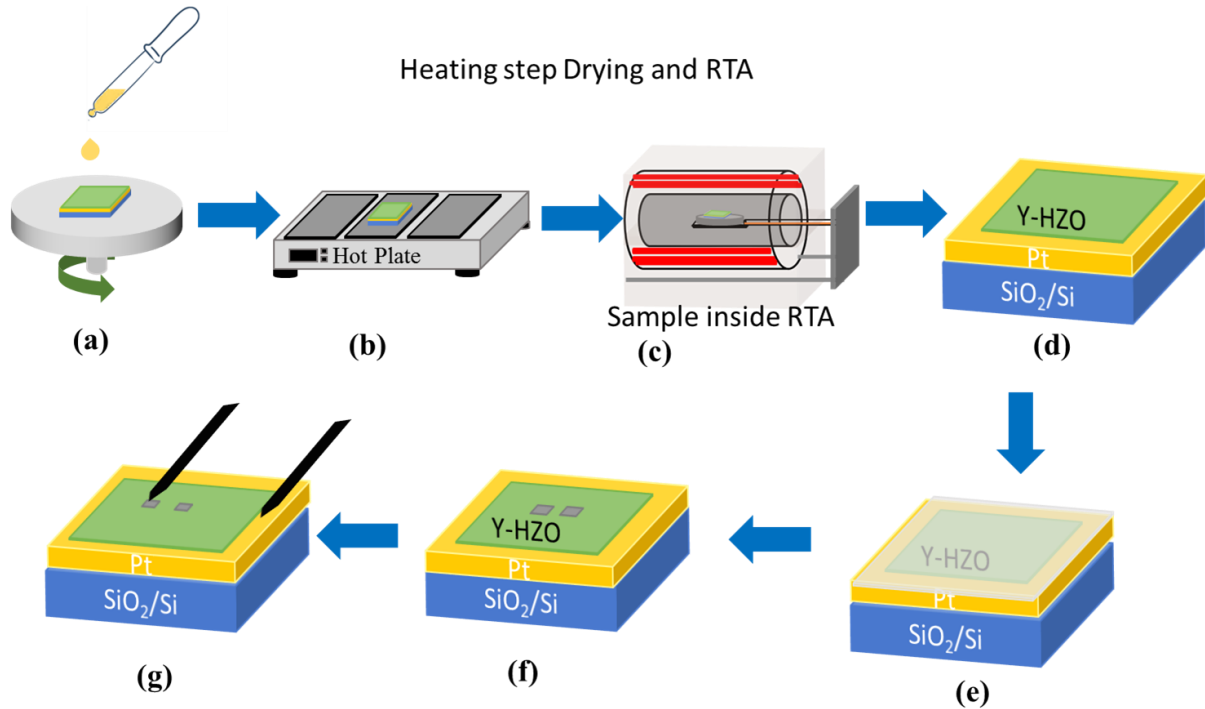 Heating step Drying and RTA
Hot Plate
Sample inside RTA
(a)
(b)
(c)
Y-HZO
Pt
SiO₂/Si
(d)
Y-HZO
Pt
SiO₂/Si
(g)
Y-HZO
Pt
SiO₂/Si
(f)
Pt
SiO₂/Si
(e)